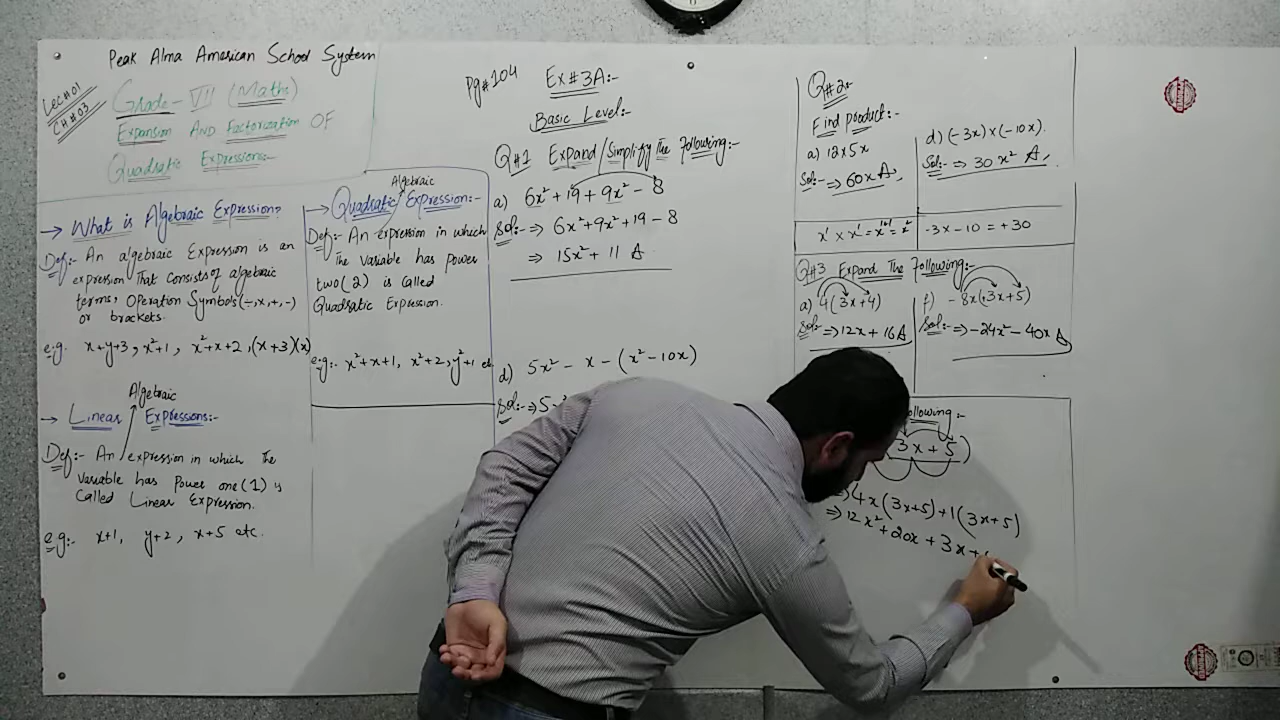 Peak Alma American School System
Lec#01
CH#03
Grade- VII (Maths)
Expansion AND Factorization OF
Quadratic Expressions:-
→ What is Algebraic Expression?
Def:- An algebraic Expression is an
expression That consists of algebraic
terms, Operation Symbols(÷,×,+,-)
or brackets.
e.g. x+y+3, x²+1, x²+x+2, (x+3)(x)
Algebraic
→ Linear Expressions:-
Def:- An expression in which The
Variable has Power one(1) is
Called Linear Expression.
e.g:- x+1, y+2, x+5 etc.
Algebraic
→ Quadratic Expression:-
Def:- An expression in which
The Variable has power
two(2) is called
Quadratic Expression.
e.g:- x²+x+1, x²+2, y²+1 etc
Pg#104 Ex#3A:-
Basic Level:-
Q#1 Expand/Simplify The Following:-
a) 6x²+19+9x²-8
Sol:- ⇒ 6x²+9x²+19-8
⇒ 15x²+11 A
d) 5x²-x-(x²-10x)
Sol:- ⇒ 5x²
Q#2:-
Find product:-
a) 12×5x
Sol:- ⇒ 60x A,
d) (-3x)×(-10x).
Sol:- ⇒ 30x² A,
x¹ × x¹ = x¹⁺¹ = x²
-3x-10=+30
Q#3 Expand The Following:-
a) 4(3x+4)
Sol:- ⇒ 12x+16 A
f) -8x(+3x+5)
Sol:- ⇒ -24x²-40x A
ollowing:-
3x+5)
⇒ 4x(3x+5)+1(3x+5)
⇒ 12x²+20x+3x+